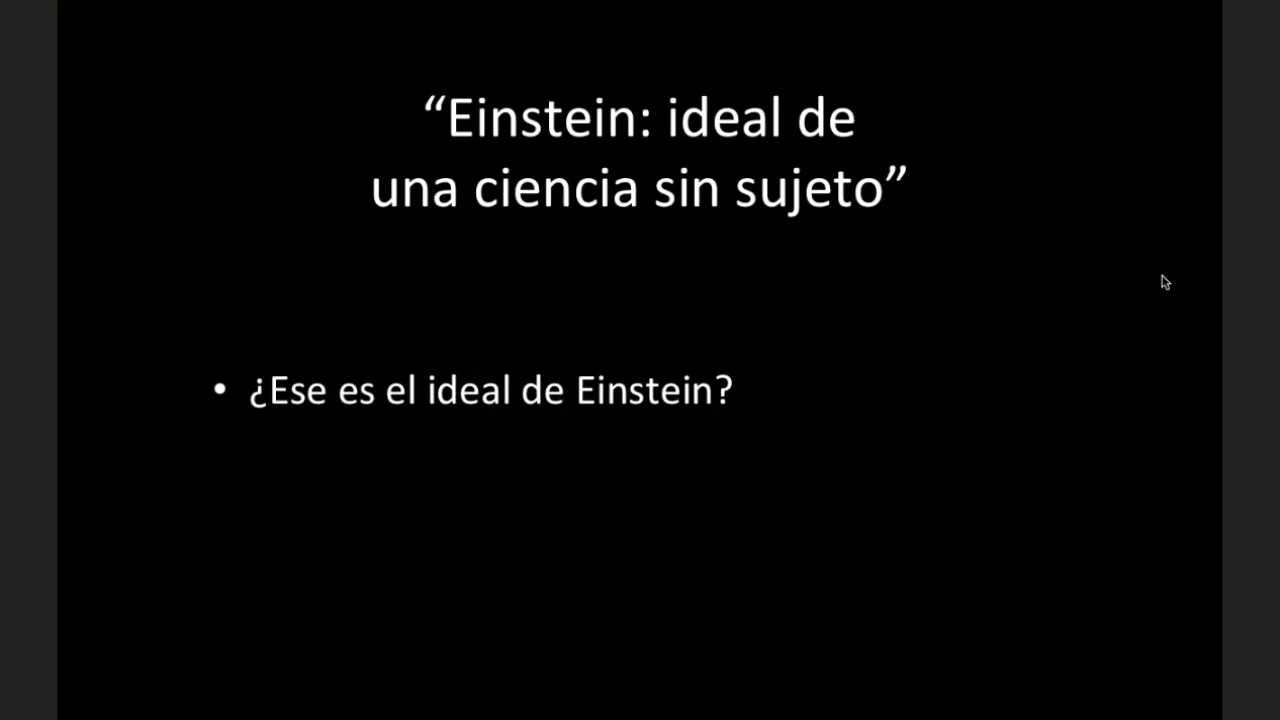 “Einstein: ideal de
una ciencia sin sujeto”
• ¿Ese es el ideal de Einstein?